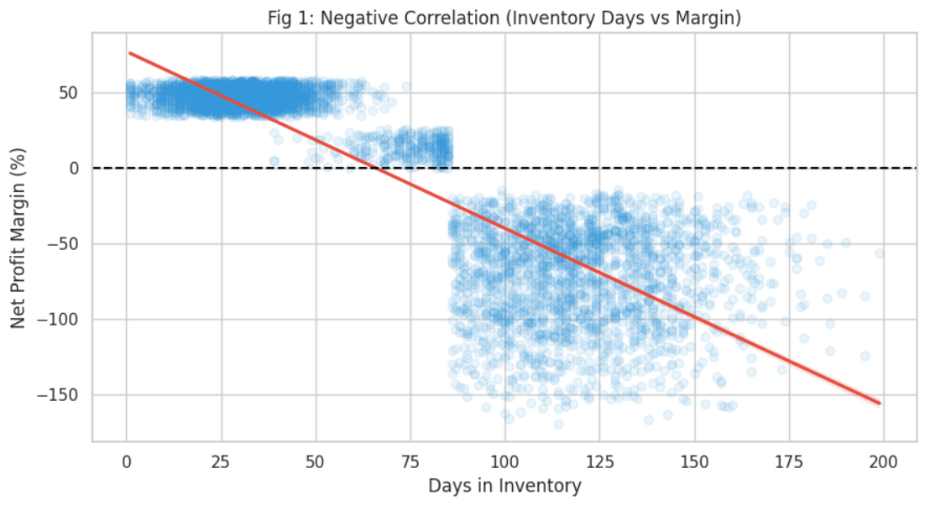 Fig 1: Negative Correlation (Inventory Days vs Margin)
Net Profit Margin (%)
50
0
−50
−100
−150
0 25 50 75 100 125 150 175 200
Days in Inventory